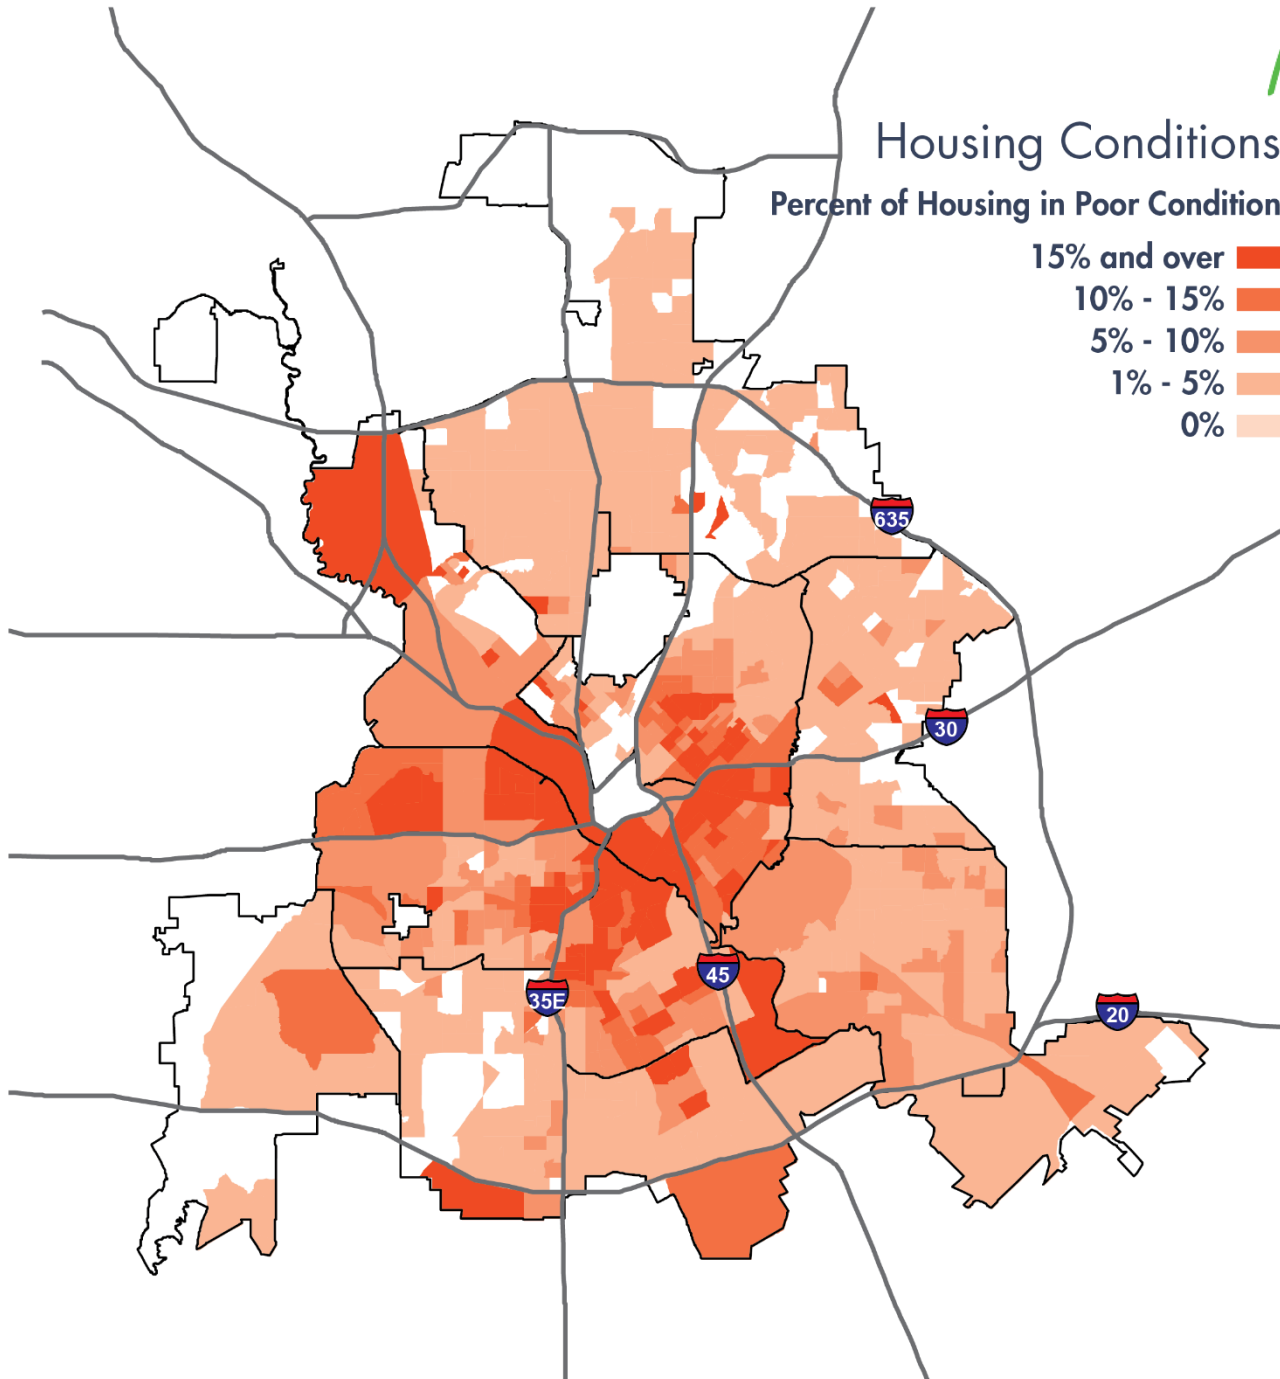 Housing Conditions
Percent of Housing in Poor Condition
15% and over
10% - 15%
5% - 10%
1% - 5%
0%
635
30
45
35E
20